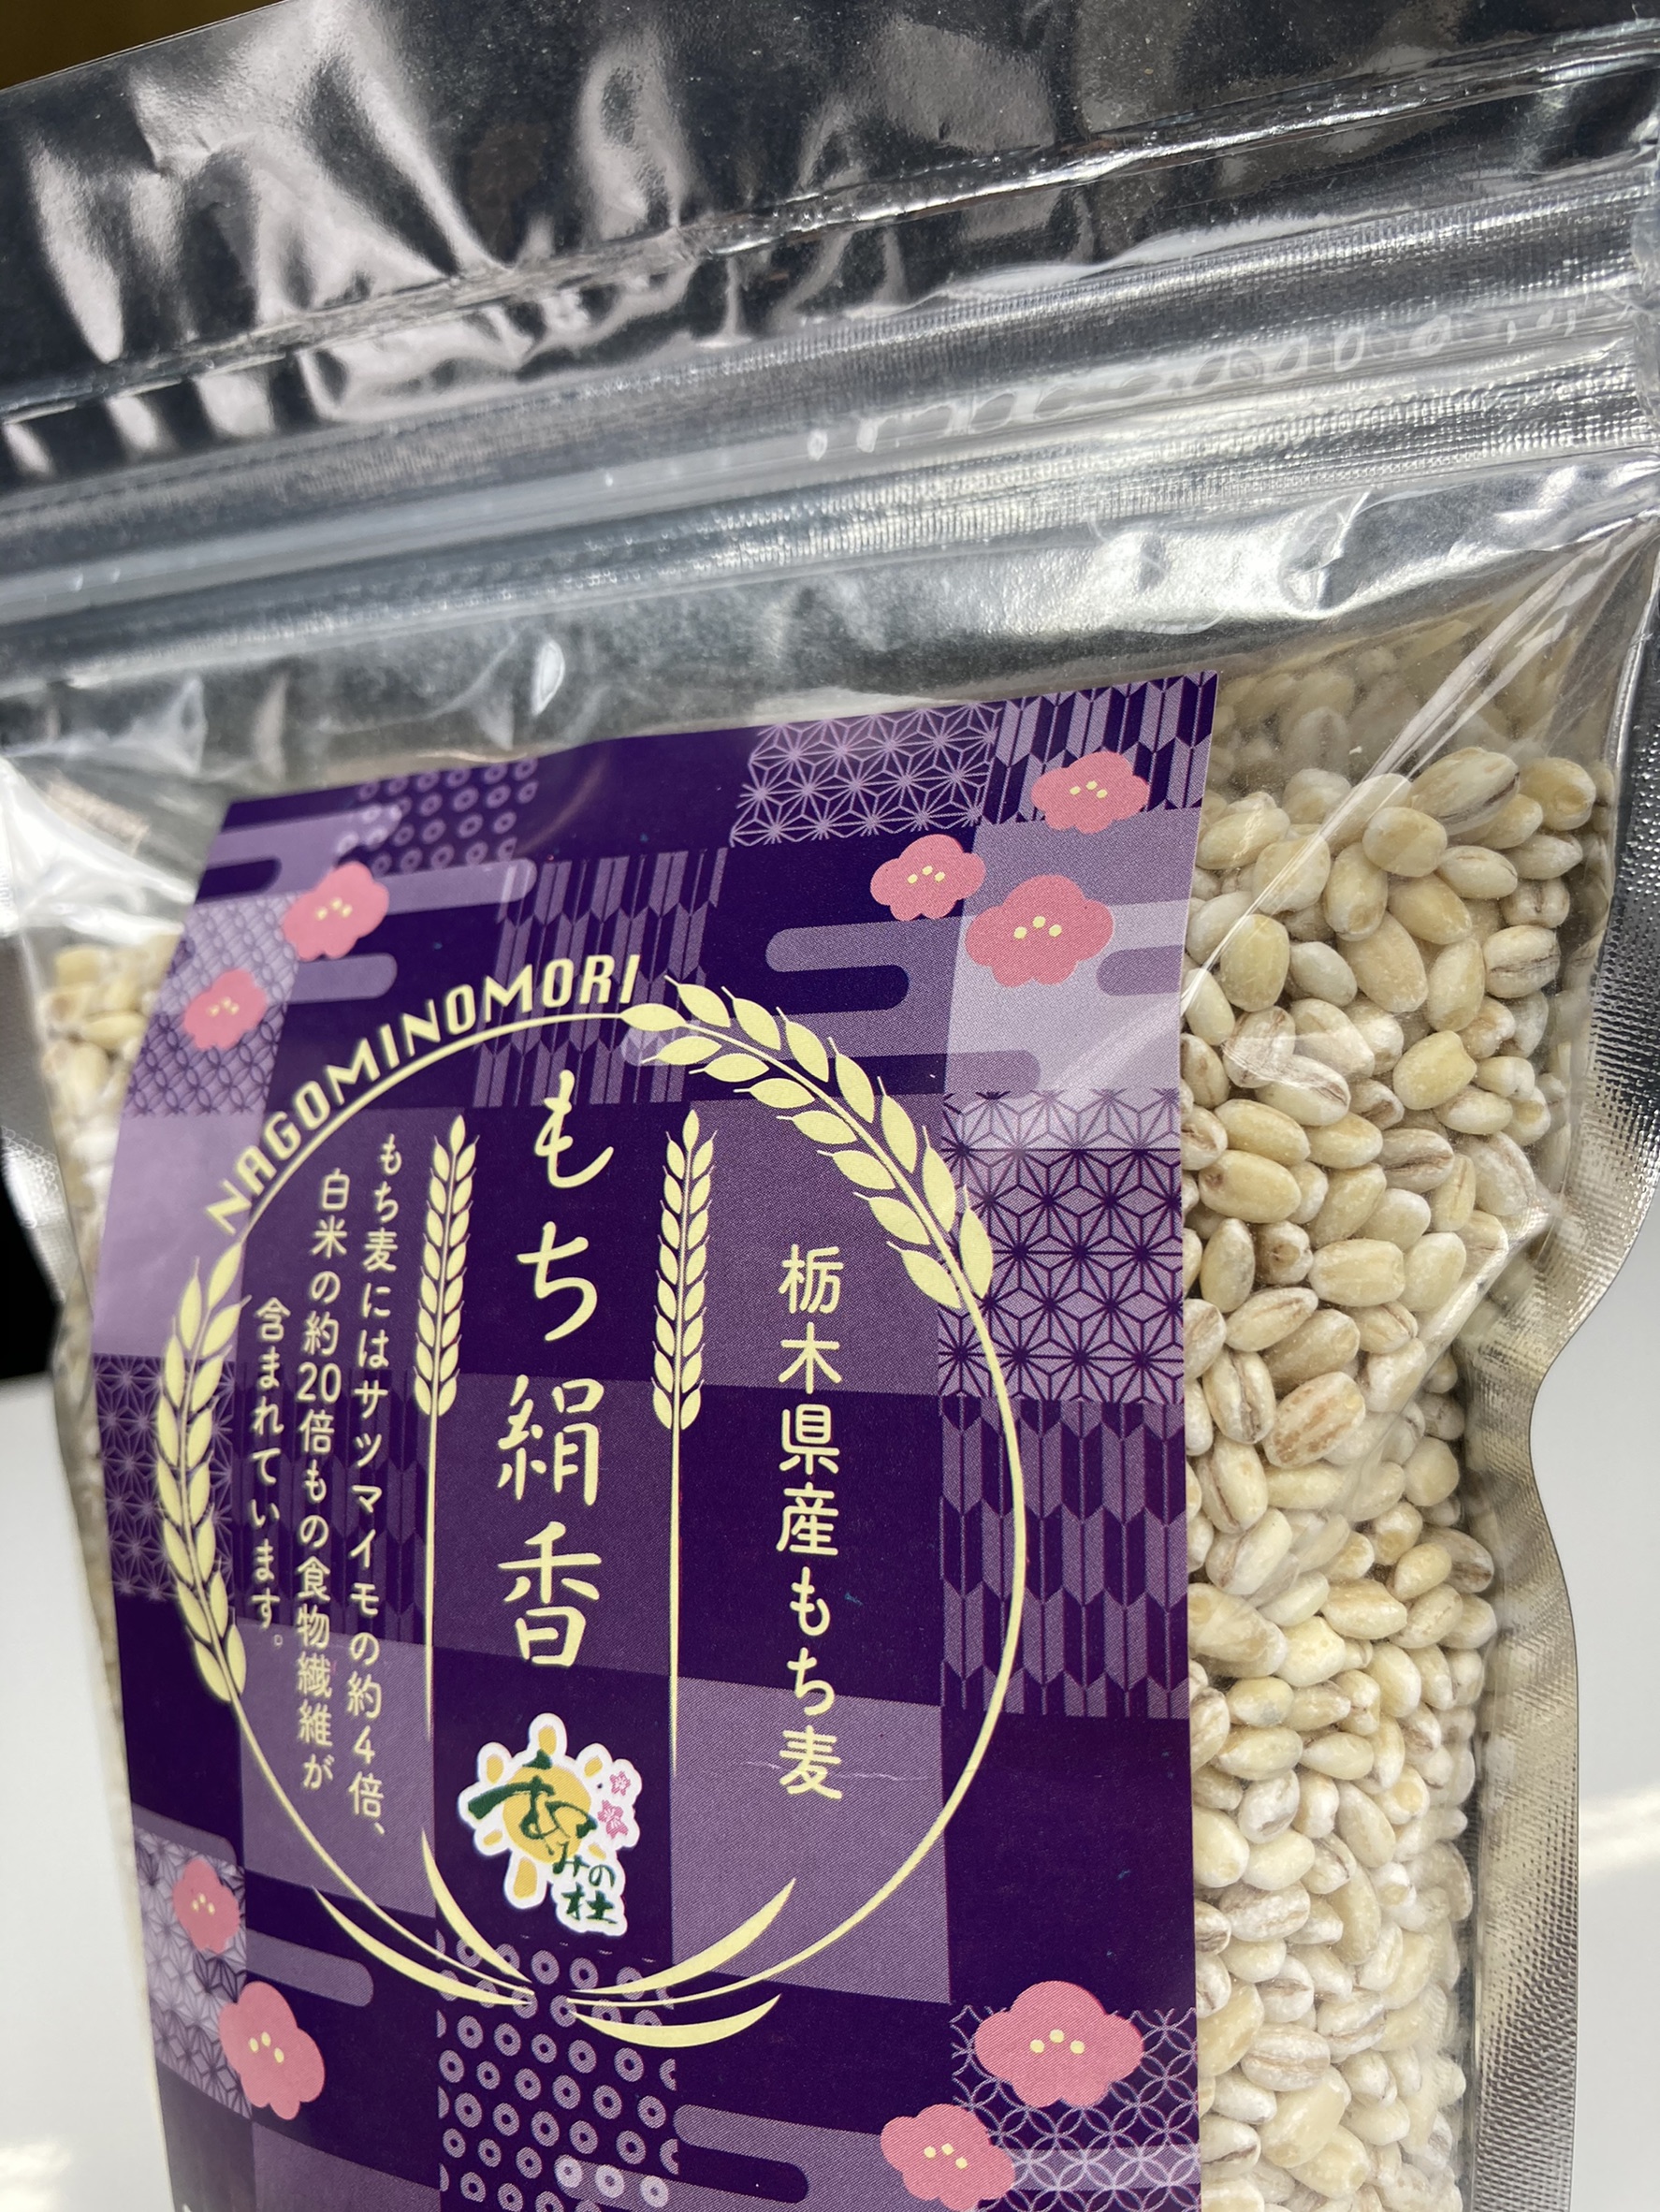 NAGOMINOMORI
栃木県産もち麦
もち絹香
もち麦にはサツマイモの約4倍、
白米の約20倍もの食物繊維が
含まれています。
みの杜